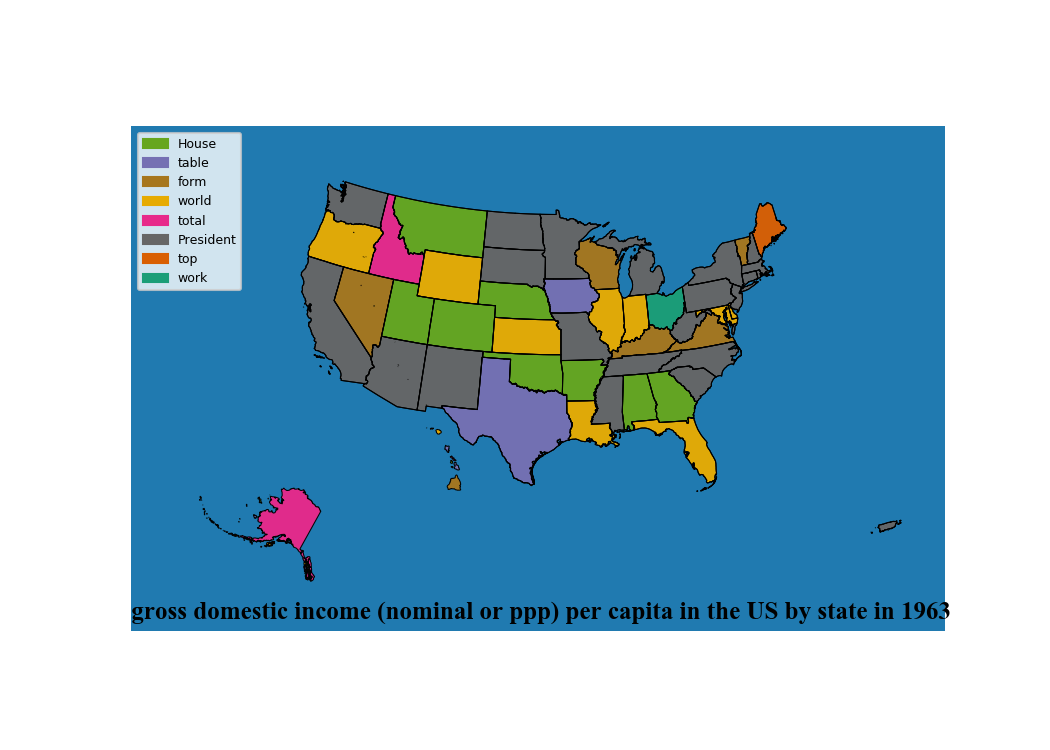 House
table
form
world
total
President
top
work
gross domestic income (nominal or ppp) per capita in the US by state in 1963